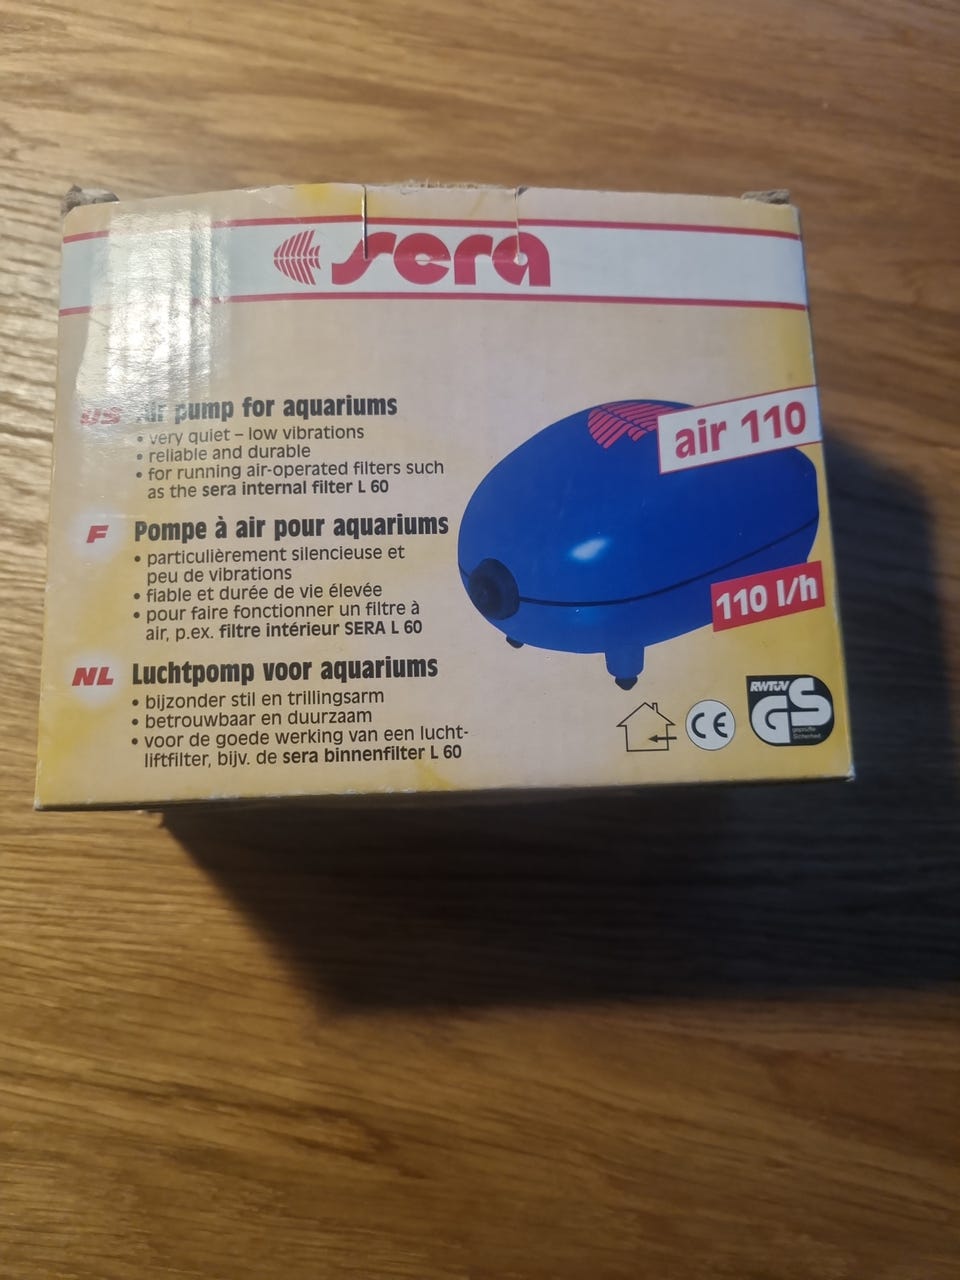 sera
US Air pump for aquariums
• very quiet – low vibrations
• reliable and durable
• for running air-operated filters such
as the sera internal filter L 60
F Pompe à air pour aquariums
• particulièrement silencieuse et
peu de vibrations
• fiable et durée de vie élevée
• pour faire fonctionner un filtre à
air, p.ex. filtre intérieur SERA L 60
NL Luchtpomp voor aquariums
• bijzonder stil en trillingsarm
• betrouwbaar en duurzaam
• voor de goede werking van een lucht-
liftfilter, bijv. de sera binnenfilter L 60
air 110
110 l/h
CE
RWTÜV
GS
geprüfte
Sicherheit